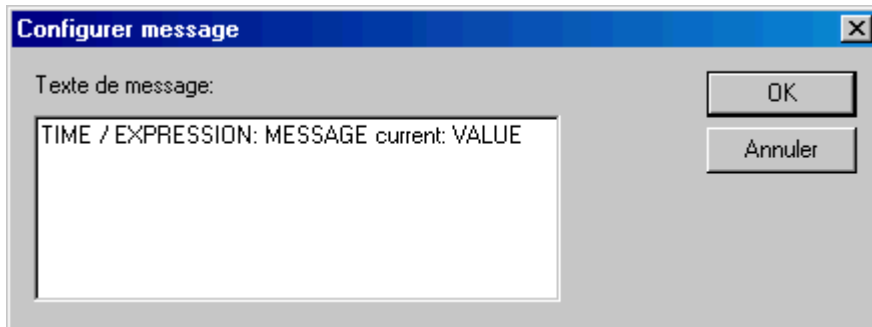 Configurer message
Texte de message:
OK
TIME / EXPRESSION: MESSAGE current: VALUE
Annuler